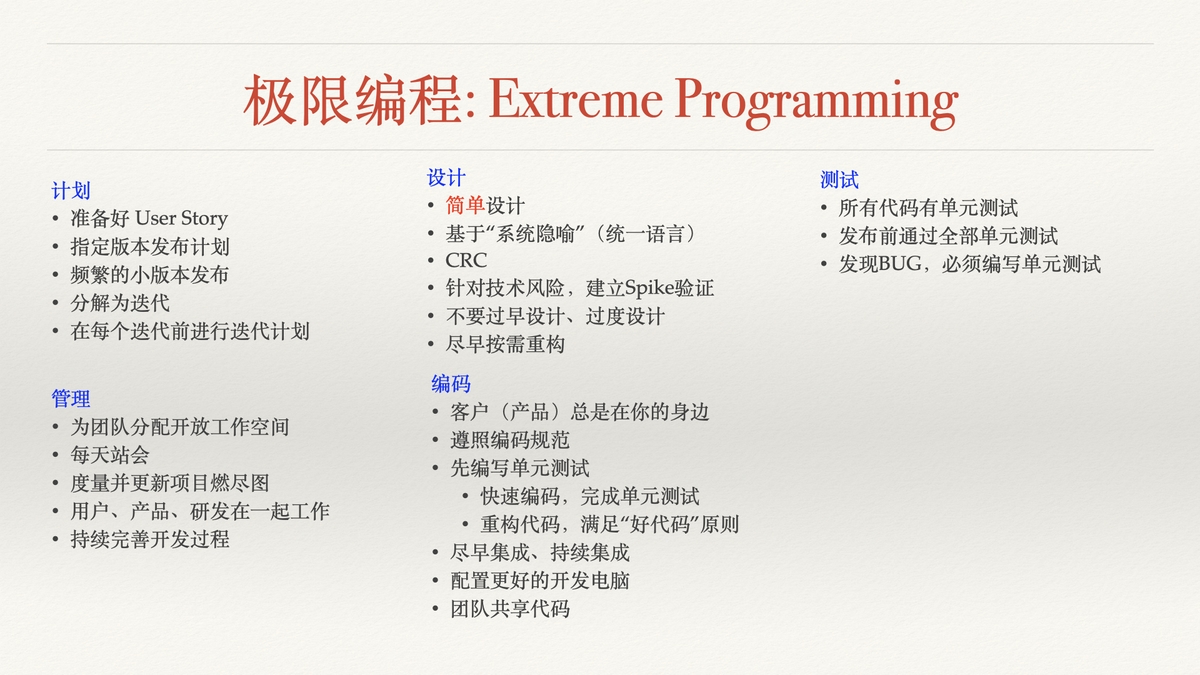 极限编程: Extreme Programming
计划
• 准备好 User Story
• 指定版本发布计划
• 频繁的小版本发布
• 分解为迭代
• 在每个迭代前进行迭代计划
管理
• 为团队分配开放工作空间
• 每天站会
• 度量并更新项目燃尽图
• 用户、产品、研发在一起工作
• 持续完善开发过程
设计
• 简单设计
• 基于“系统隐喻”（统一语言）
• CRC
• 针对技术风险，建立Spike验证
• 不要过早设计、过度设计
• 尽早按需重构
编码
• 客户（产品）总是在你的身边
• 遵照编码规范
• 先编写单元测试
• 快速编码，完成单元测试
• 重构代码，满足“好代码”原则
• 尽早集成、持续集成
• 配置更好的开发电脑
• 团队共享代码
测试
• 所有代码有单元测试
• 发布前通过全部单元测试
• 发现BUG，必须编写单元测试